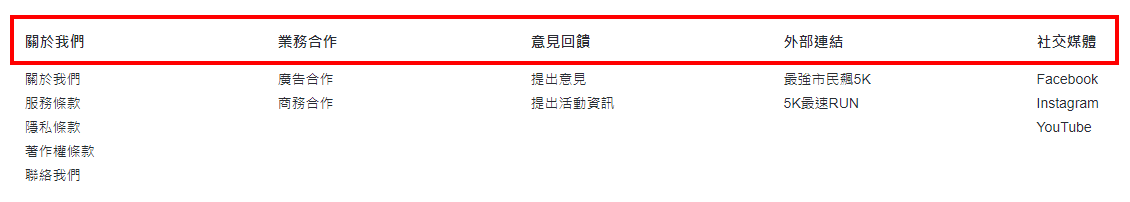 關於我們 業務合作 意見回饋 外部連結 社交媒體
關於我們 廣告合作 提出意見 最強市民飆5K Facebook
服務條款 商務合作 提出活動資訊 5K最速RUN Instagram
隱私條款 YouTube
著作權條款
聯絡我們